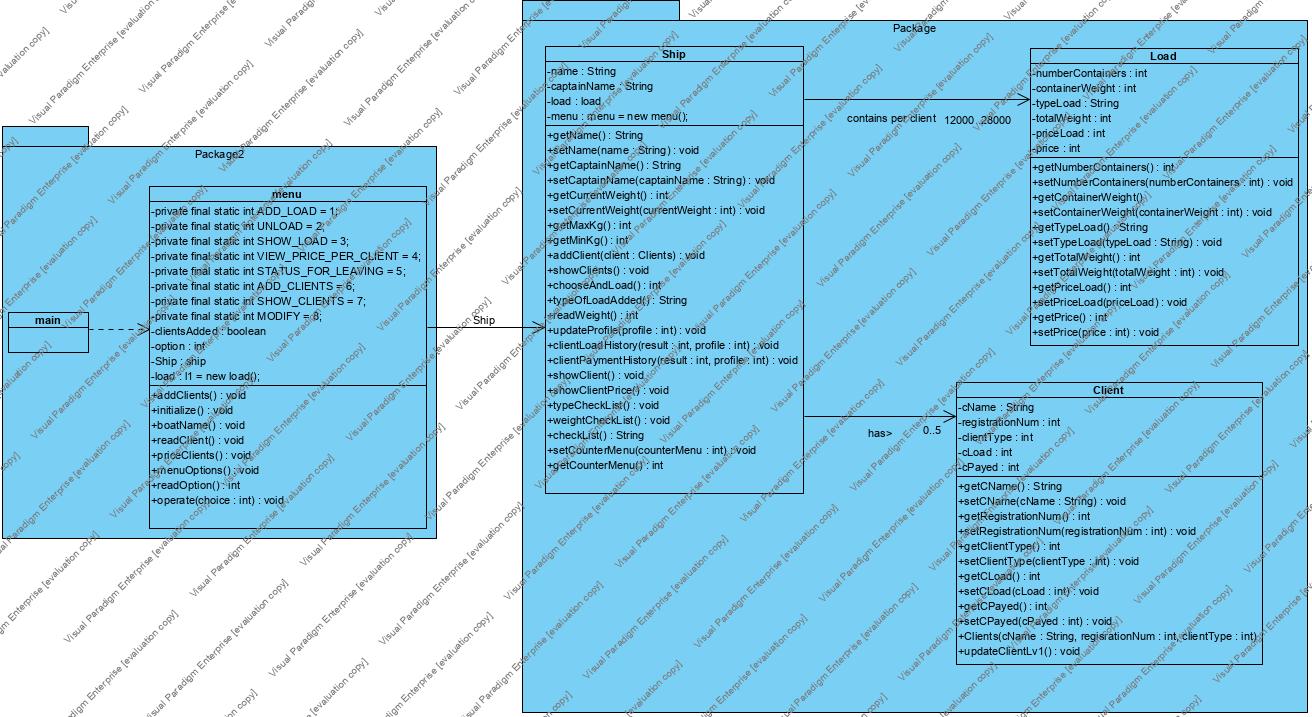 Package2
main
menu
-private final static int ADD_LOAD = 1;
-private final static int UNLOAD = 2;
-private final static int SHOW_LOAD = 3;
-private final static int VIEW_PRICE_PER_CLIENT = 4;
-private final static int STATUS_FOR_LEAVING = 5;
-private final static int ADD_CLIENTS = 6;
-private final static int SHOW_CLIENTS = 7;
-private final static int MODIFY = 8;
-clientsAdded : boolean
-option : int
-Ship : ship
-load : l1 = new load();
+addClients() : void
+initialize() : void
+boatName() : void
+readClient() : void
+priceClients() : void
+menuOptions() : void
+readOption() : int
+operate(choice : int) : void
Ship
Package
Ship
-name : String
-captainName : String
-load : load
-menu : menu = new menu();
+getName() : String
+setName(name : String) : void
+getCaptainName() : String
+setCaptainName(captainName : String) : void
+getCurrentWeight() : int
+setCurrentWeight(currentWeight : int) : void
+getMaxKg() : int
+getMinKg() : int
+addClient(client : Clients) : void
+showClients() : void
+chooseAndLoad() : int
+typeOfLoadAdded() : String
+readWeight() : int
+updateProfile(profile : int) : void
+clientLoadHistory(result : int, profile : int) : void
+clientPaymentHistory(result : int, profile : int) : void
+showClient() : void
+showClientPrice() : void
+typeCheckList() : void
+weightCheckList() : void
+checkList() : String
+setCounterMenu(counterMenu : int) : void
+getCounterMenu() : int
contains per client 12000..28000
has> 0..5
Load
-numberContainers : int
-containerWeight : int
-typeLoad : String
-totalWeight : int
-priceLoad : int
-price : int
+getNumberContainers() : int
+setNumberContainers(numberContainers : int) : void
+getContainerWeight()
+setContainerWeight(containerWeight : int) : void
+getTypeLoad() : String
+setTypeLoad(typeLoad : String) : void
+getTotalWeight() : int
+setTotalWeight(totalWeight : int) : void
+getPriceLoad() : int
+setPriceLoad(priceLoad) : void
+getPrice() : int
+setPrice(price : int) : void
Client
-cName : String
-registrationNum : int
-clientType : int
-cLoad : int
-cPayed : int
+getCName() : String
+setCName(cName : String) : void
+getRegistrationNum() : int
+setRegistrationNum(registrationNum : int) : void
+getClientType() : int
+setClientType(clientType : int) : void
+getCLoad() : int
+setCLoad(cLoad : int) : void
+getCPayed() : int
+setCPayed(cPayed : int) : void
+Clients(cName : String, regisrationNum : int, clientType : int)
+updateClientLv1() : void
Visual Paradigm Enterprise [evaluation copy]